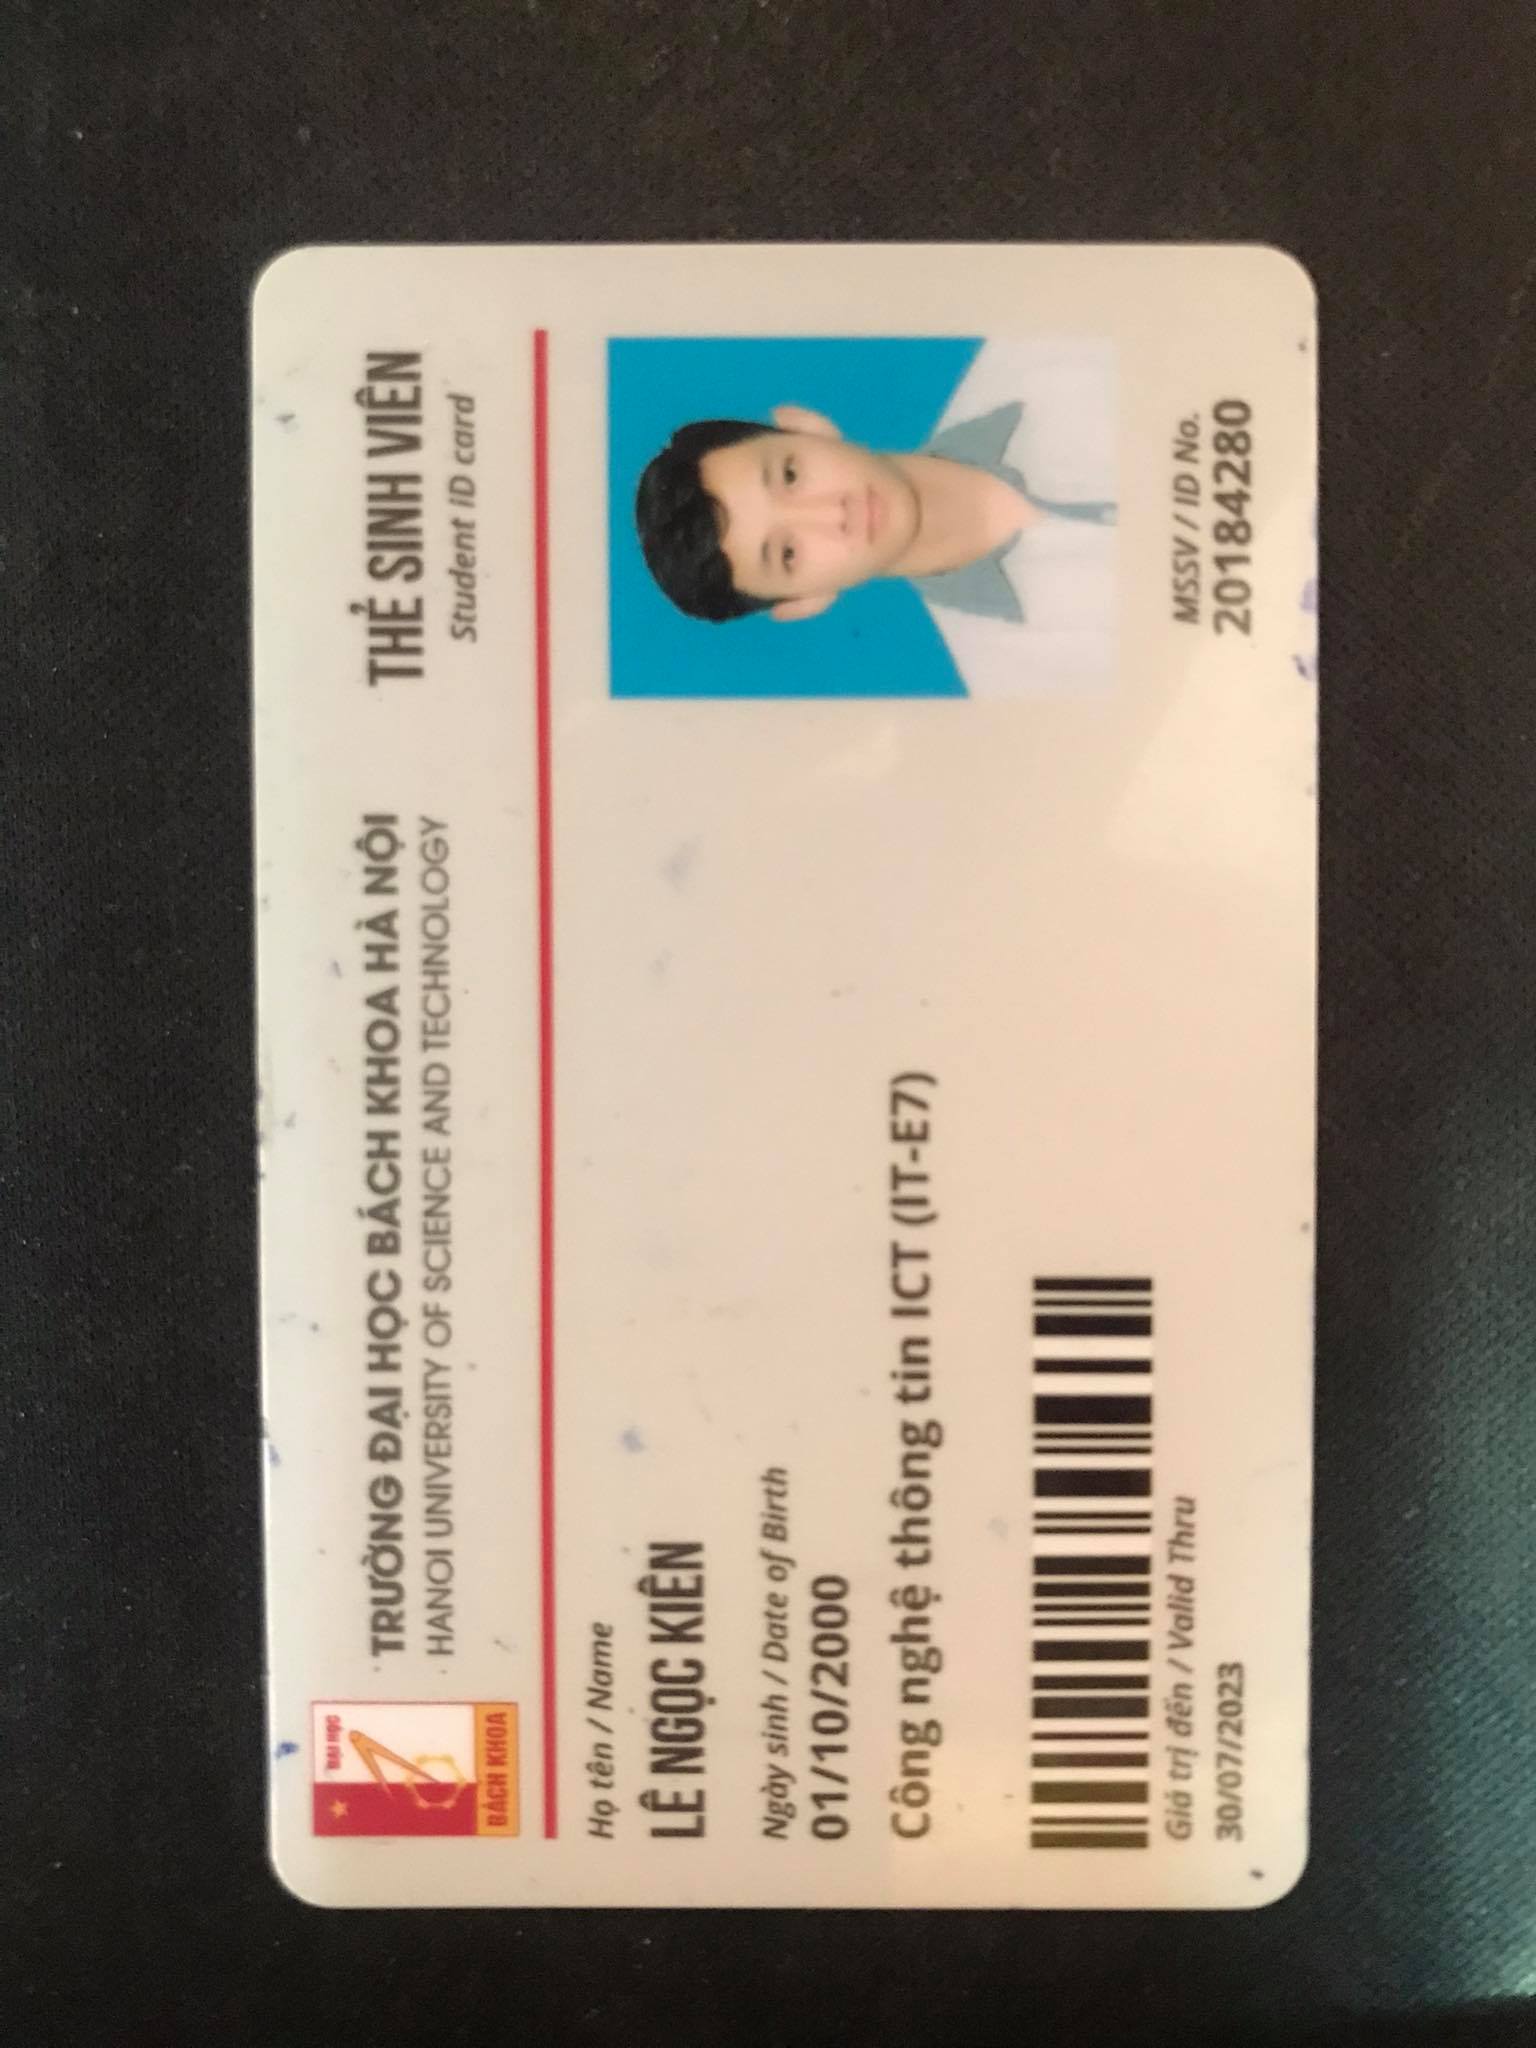 ĐẠI HỌC
BÁCH KHOA
TRƯỜNG ĐẠI HỌC BÁCH KHOA HÀ NỘI
HANOI UNIVERSITY OF SCIENCE AND TECHNOLOGY
THẺ SINH VIÊN
Student iD card
Họ tên / Name
LÊ NGỌC KIÊN
Ngày sinh / Date of Birth
01/10/2000
Công nghệ thông tin ICT (IT-E7)
Giá trị đến / Valid Thru
30/07/2023
MSSV / ID No.
20184280